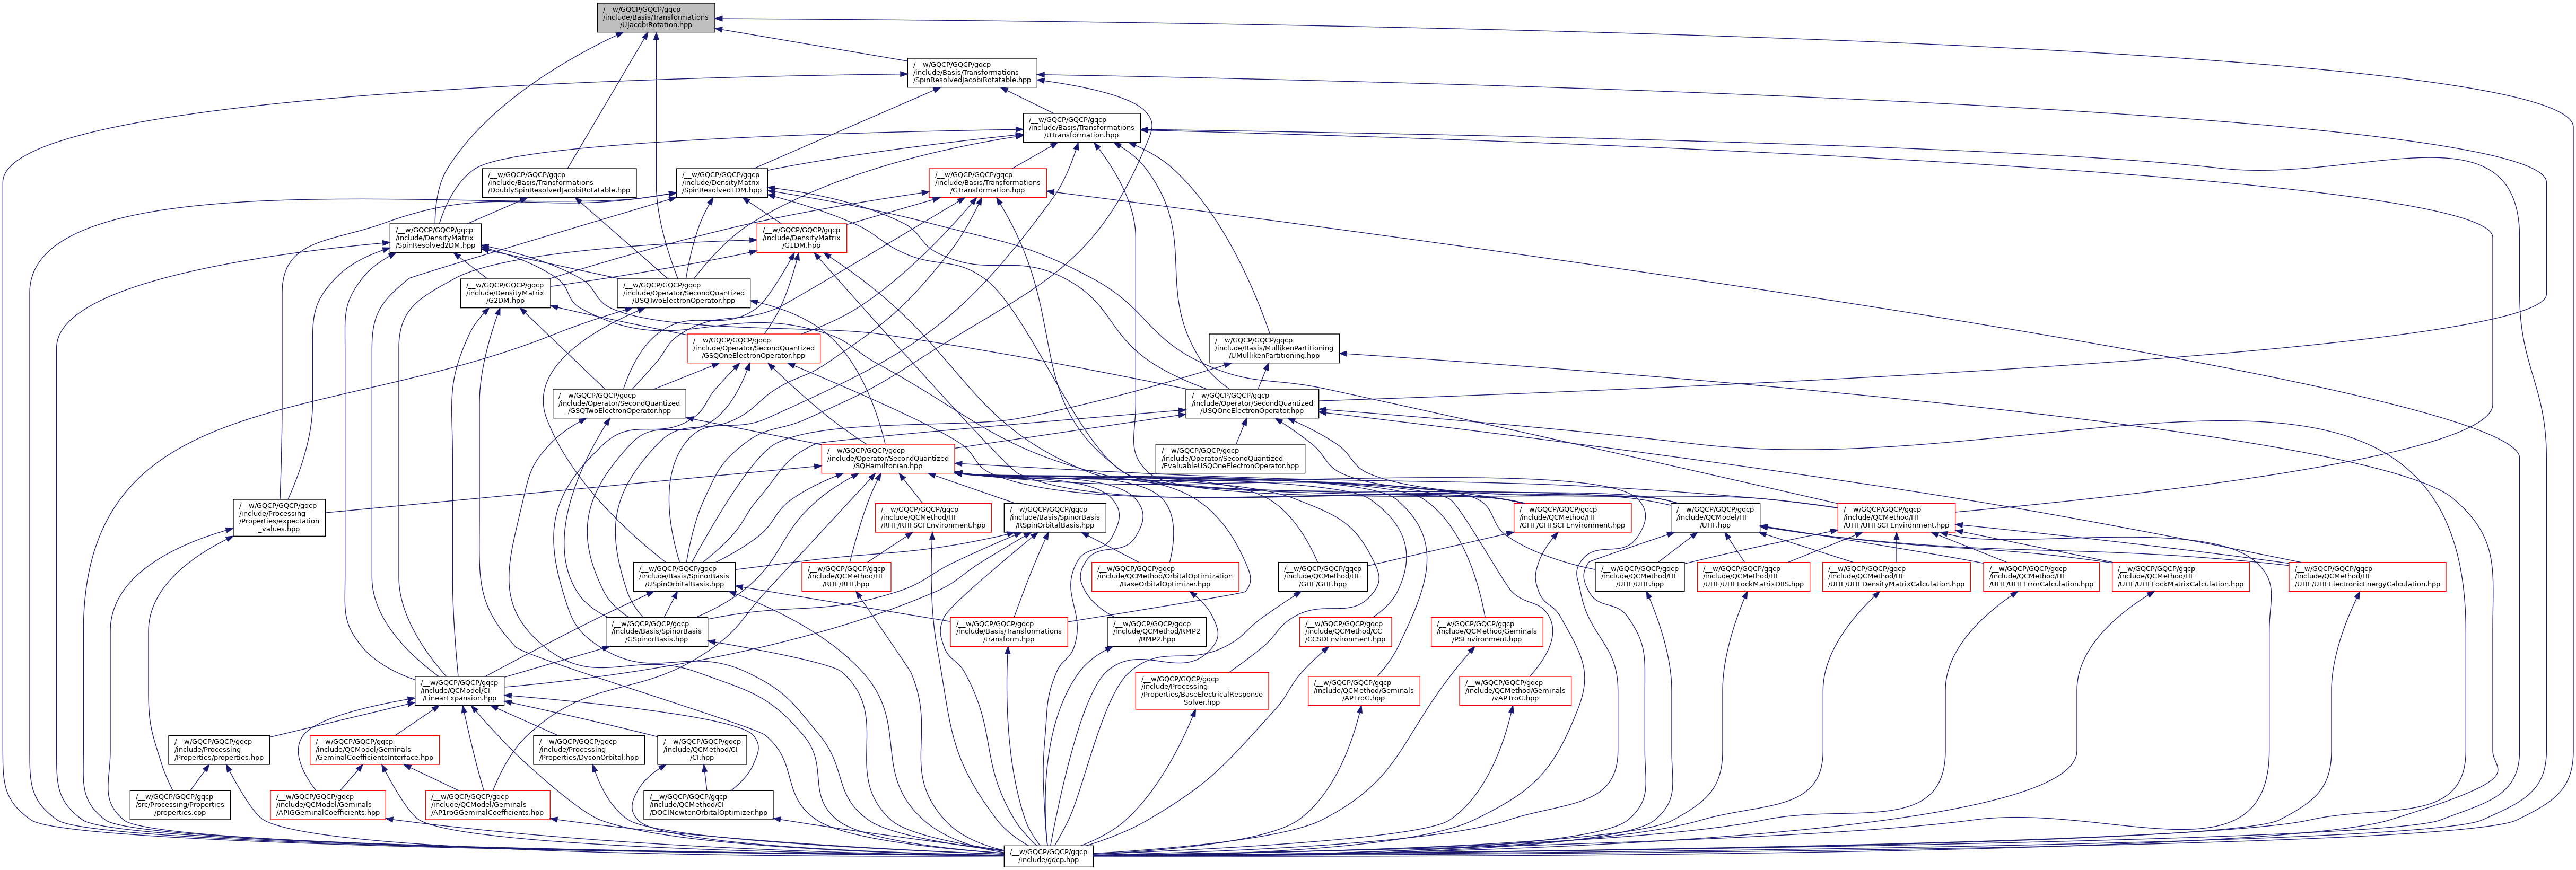 /__w/GQCP/GQCP/gqcp
/include/Basis/Transformations
/UJacobiRotation.hpp
/__w/GQCP/GQCP/gqcp
/include/Basis/Transformations
/SpinResolvedJacobiRotatable.hpp
/__w/GQCP/GQCP/gqcp
/include/Basis/Transformations
/UTransformation.hpp
/__w/GQCP/GQCP/gqcp
/include/Basis/Transformations
/DoublySpinResolvedJacobiRotatable.hpp
/__w/GQCP/GQCP/gqcp
/include/DensityMatrix
/SpinResolved1DM.hpp
/__w/GQCP/GQCP/gqcp
/include/Basis/Transformations
/GTransformation.hpp
/__w/GQCP/GQCP/gqcp
/include/DensityMatrix
/SpinResolved2DM.hpp
/__w/GQCP/GQCP/gqcp
/include/DensityMatrix
/G1DM.hpp
/__w/GQCP/GQCP/gqcp
/include/DensityMatrix
/G2DM.hpp
/__w/GQCP/GQCP/gqcp
/include/Operator/SecondQuantized
/USQTwoElectronOperator.hpp
/__w/GQCP/GQCP/gqcp
/include/Operator/SecondQuantized
/GSQOneElectronOperator.hpp
/__w/GQCP/GQCP/gqcp
/include/Basis/MullikenPartitioning
/UMullikenPartitioning.hpp
/__w/GQCP/GQCP/gqcp
/include/Operator/SecondQuantized
/GSQTwoElectronOperator.hpp
/__w/GQCP/GQCP/gqcp
/include/Operator/SecondQuantized
/USQOneElectronOperator.hpp
/__w/GQCP/GQCP/gqcp
/include/Operator/SecondQuantized
/SQHamiltonian.hpp
/__w/GQCP/GQCP/gqcp
/include/Operator/SecondQuantized
/EvaluableUSQOneElectronOperator.hpp
/__w/GQCP/GQCP/gqcp
/include/Processing
/Properties/expectation
_values.hpp
/__w/GQCP/GQCP/gqcp
/include/QCMethod/HF
/RHF/RHFSCFEnvironment.hpp
/__w/GQCP/GQCP/gqcp
/include/Basis/SpinorBasis
/RSpinOrbitalBasis.hpp
/__w/GQCP/GQCP/gqcp
/include/QCMethod/HF
/GHF/GHFSCFEnvironment.hpp
/__w/GQCP/GQCP/gqcp
/include/QCModel/HF
/UHF.hpp
/__w/GQCP/GQCP/gqcp
/include/QCMethod/HF
/UHF/UHFSCFEnvironment.hpp
/__w/GQCP/GQCP/gqcp
/include/Basis/SpinorBasis
/USpinOrbitalBasis.hpp
/__w/GQCP/GQCP/gqcp
/include/QCMethod/HF
/RHF/RHF.hpp
/__w/GQCP/GQCP/gqcp
/include/QCMethod/OrbitalOptimization
/BaseOrbitalOptimizer.hpp
/__w/GQCP/GQCP/gqcp
/include/QCMethod/HF
/GHF/GHF.hpp
/__w/GQCP/GQCP/gqcp
/include/QCMethod/HF
/UHF/UHF.hpp
/__w/GQCP/GQCP/gqcp
/include/QCMethod/HF
/UHF/UHFFockMatrixDIIS.hpp
/__w/GQCP/GQCP/gqcp
/include/QCMethod/HF
/UHF/UHFDensityMatrixCalculation.hpp
/__w/GQCP/GQCP/gqcp
/include/QCMethod/HF
/UHF/UHFErrorCalculation.hpp
/__w/GQCP/GQCP/gqcp
/include/QCMethod/HF
/UHF/UHFFockMatrixCalculation.hpp
/__w/GQCP/GQCP/gqcp
/include/QCMethod/HF
/UHF/UHFElectronicEnergyCalculation.hpp
/__w/GQCP/GQCP/gqcp
/include/Basis/SpinorBasis
/GSpinorBasis.hpp
/__w/GQCP/GQCP/gqcp
/include/Basis/Transformations
/transform.hpp
/__w/GQCP/GQCP/gqcp
/include/QCMethod/RMP2
/RMP2.hpp
/__w/GQCP/GQCP/gqcp
/include/QCMethod/CC
/CCSDEnvironment.hpp
/__w/GQCP/GQCP/gqcp
/include/QCMethod/Geminals
/PSEnvironment.hpp
/__w/GQCP/GQCP/gqcp
/include/QCModel/CI
/LinearExpansion.hpp
/__w/GQCP/GQCP/gqcp
/include/Processing
/Properties/BaseElectricalResponse
Solver.hpp
/__w/GQCP/GQCP/gqcp
/include/QCMethod/Geminals
/AP1roG.hpp
/__w/GQCP/GQCP/gqcp
/include/QCMethod/Geminals
/vAP1roG.hpp
/__w/GQCP/GQCP/gqcp
/include/Processing
/Properties/properties.hpp
/__w/GQCP/GQCP/gqcp
/include/QCModel/Geminals
/GeminalCoefficientsInterface.hpp
/__w/GQCP/GQCP/gqcp
/include/Processing
/Properties/DysonOrbital.hpp
/__w/GQCP/GQCP/gqcp
/include/QCMethod/CI
/CI.hpp
/__w/GQCP/GQCP/gqcp
/src/Processing/Properties
/properties.cpp
/__w/GQCP/GQCP/gqcp
/include/QCModel/Geminals
/APIGGeminalCoefficients.hpp
/__w/GQCP/GQCP/gqcp
/include/QCModel/Geminals
/AP1roGGeminalCoefficients.hpp
/__w/GQCP/GQCP/gqcp
/include/QCMethod/CI
/DOCINewtonOrbitalOptimizer.hpp
/__w/GQCP/GQCP/gqcp
/include/gqcp.hpp